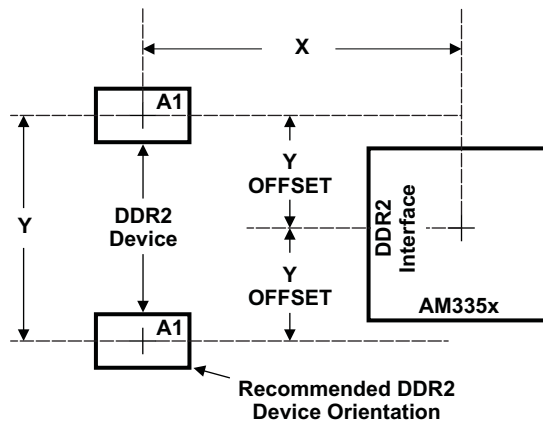 X
A1
Y
OFFSET
Y
DDR2
Device
DDR2
Interface
Y
OFFSET
AM335x
A1
Recommended DDR2
Device Orientation